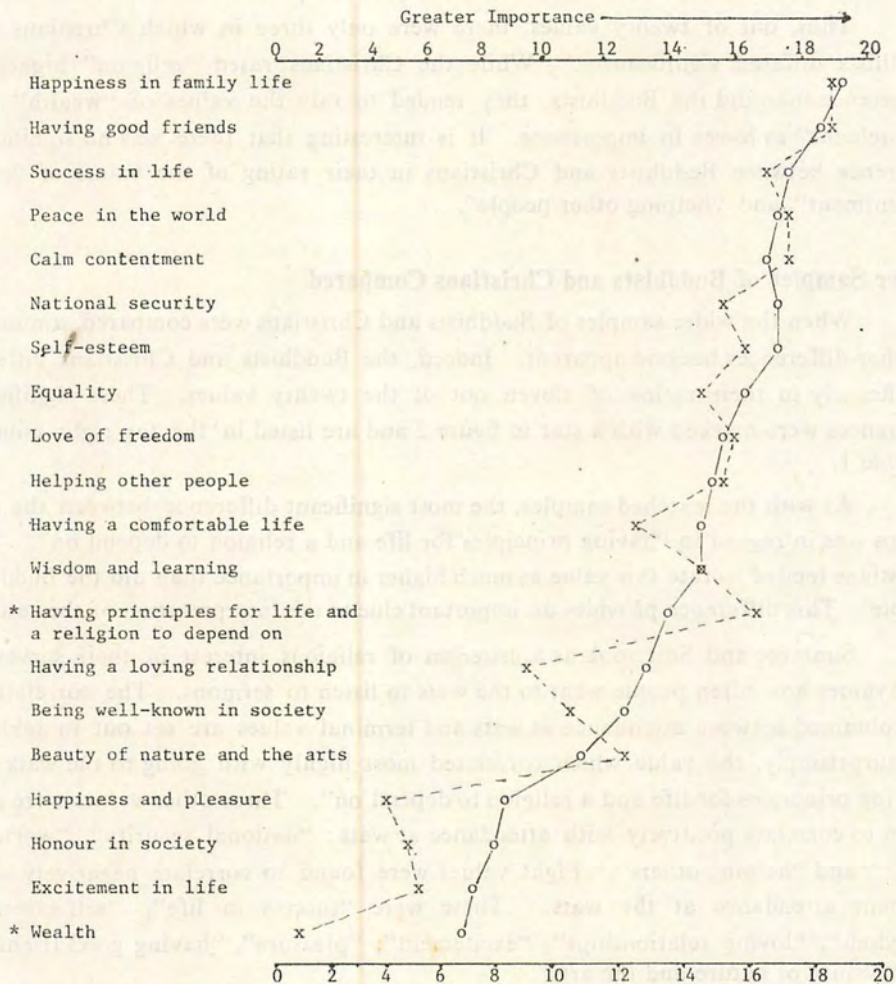 Greater Importance
0 2 4 6 8 10 12 14 16 18 20
Happiness in family life
Having good friends
Success in life
Peace in the world
Calm contentment
National security
Self-esteem
Equality
Love of freedom
Helping other people
Having a comfortable life
Wisdom and learning
* Having principles for life and
a religion to depend on
Having a loving relationship
Being well-known in society
Beauty of nature and the arts
Happiness and pleasure
Honour in society
Excitement in life
* Wealth
0 2 4 6 8 10 12 14 16 18 20